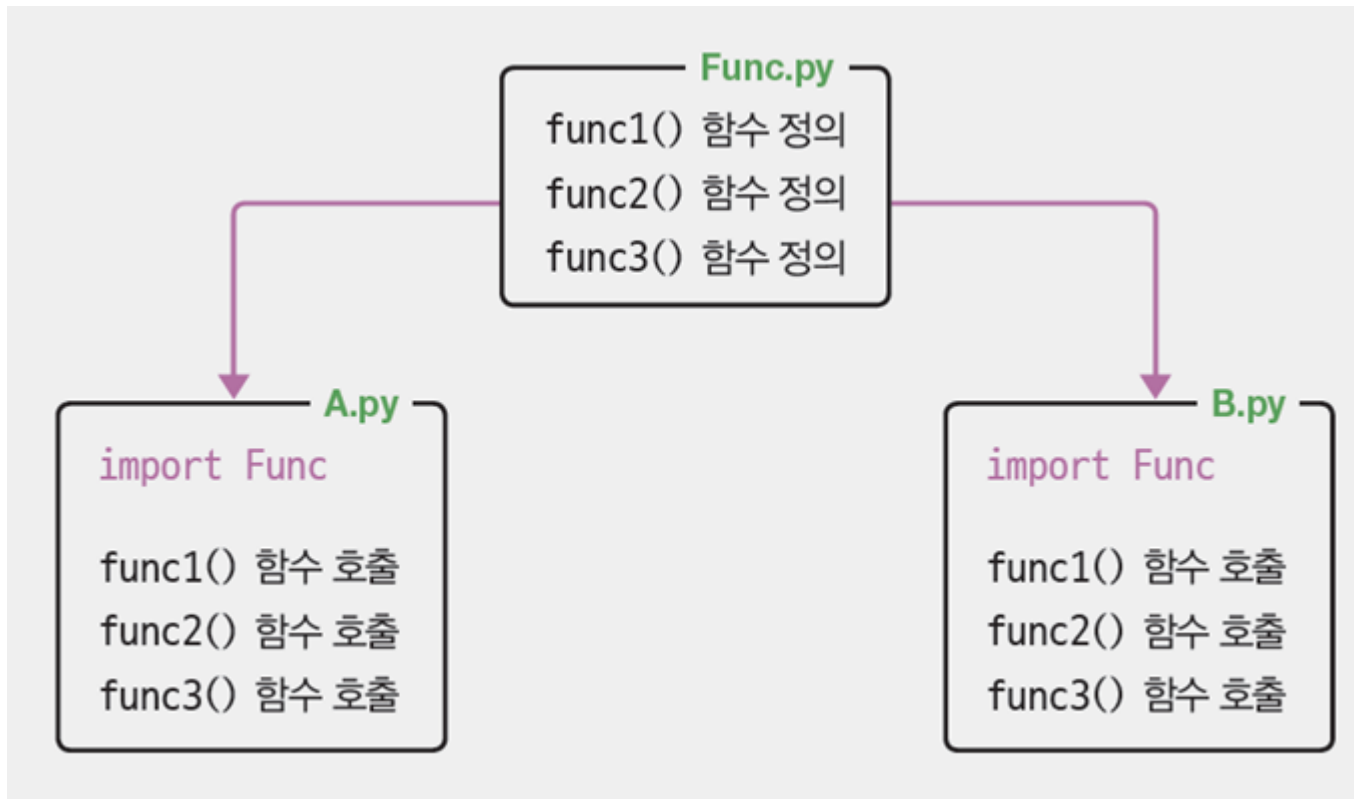 Func.py
func1() 함수 정의
func2() 함수 정의
func3() 함수 정의
A.py
import Func
func1() 함수 호출
func2() 함수 호출
func3() 함수 호출
B.py
import Func
func1() 함수 호출
func2() 함수 호출
func3() 함수 호출